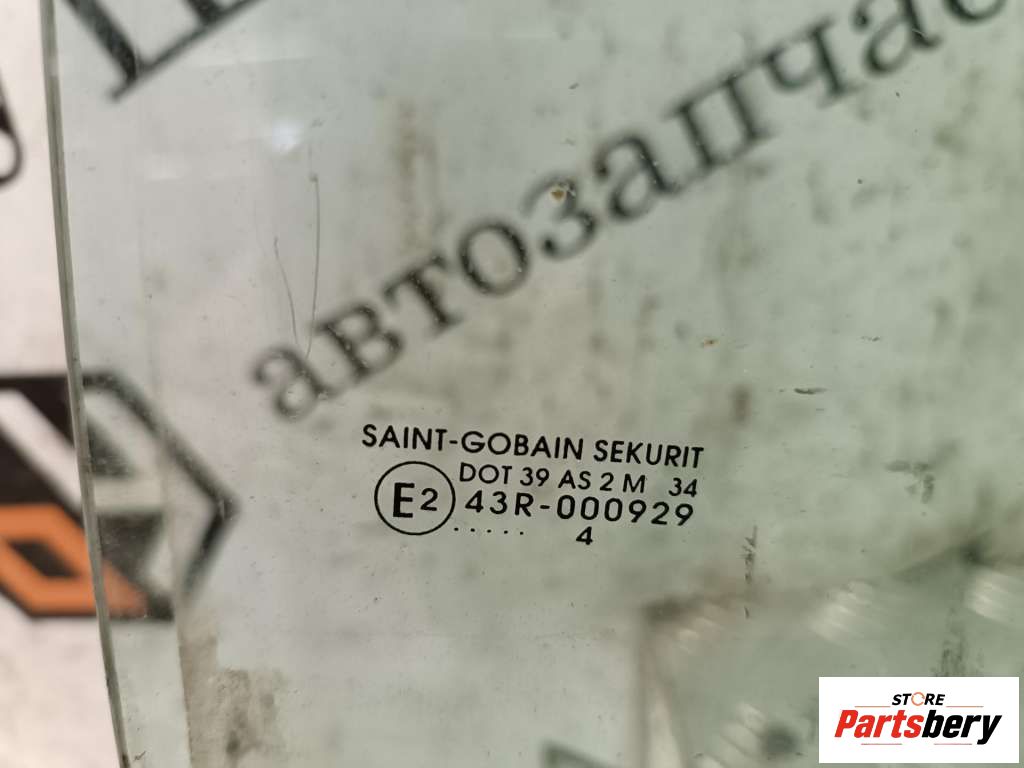 автозапчас
SAINT-GOBAIN SEKURIT
DOT 39 AS 2 M 34
E2 43R-000929
..... 4
STORE
Partsbery